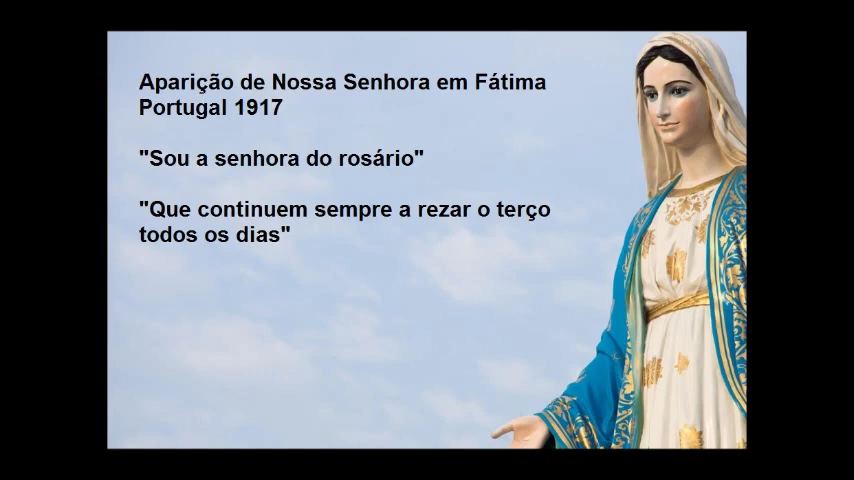 Aparição de Nossa Senhora em Fátima
Portugal 1917
"Sou a senhora do rosário"
"Que continuem sempre a rezar o terço
todos os dias"